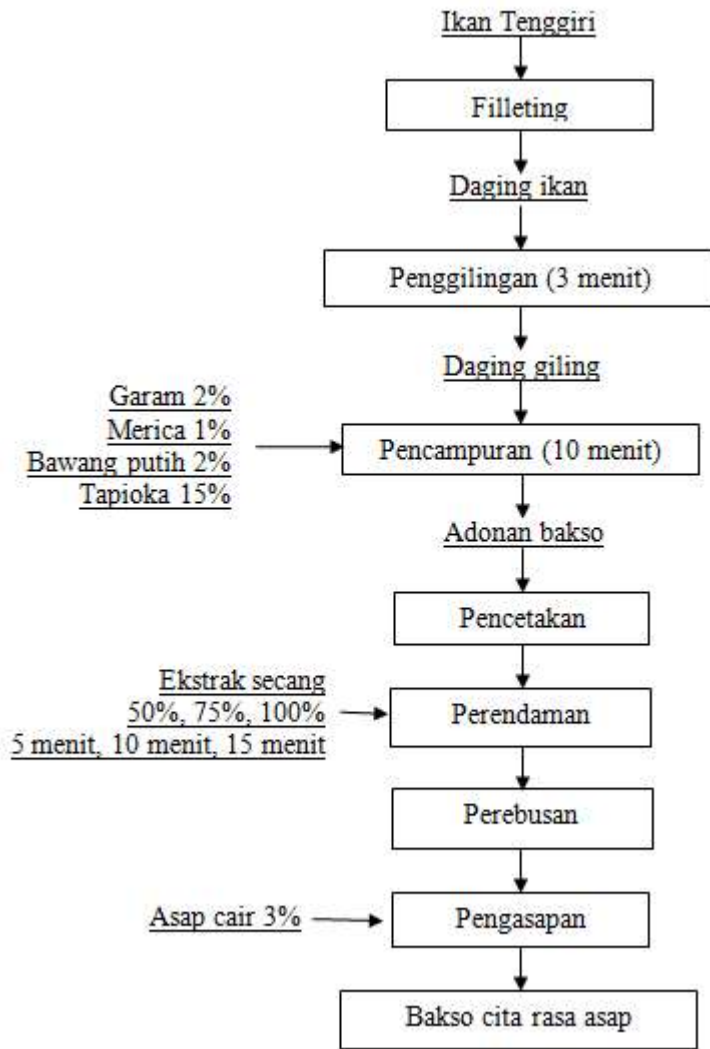 Ikan Tenggiri
Filleting
Daging ikan
Penggilingan (3 menit)
Daging giling
Garam 2%
Merica 1%
Bawang putih 2%
Tapioka 15%
Pencampuran (10 menit)
Adonan bakso
Pencetakan
Ekstrak secang
50%, 75%, 100%
5 menit, 10 menit, 15 menit
Perendaman
Perebusan
Asap cair 3%
Pengasapan
Bakso cita rasa asap